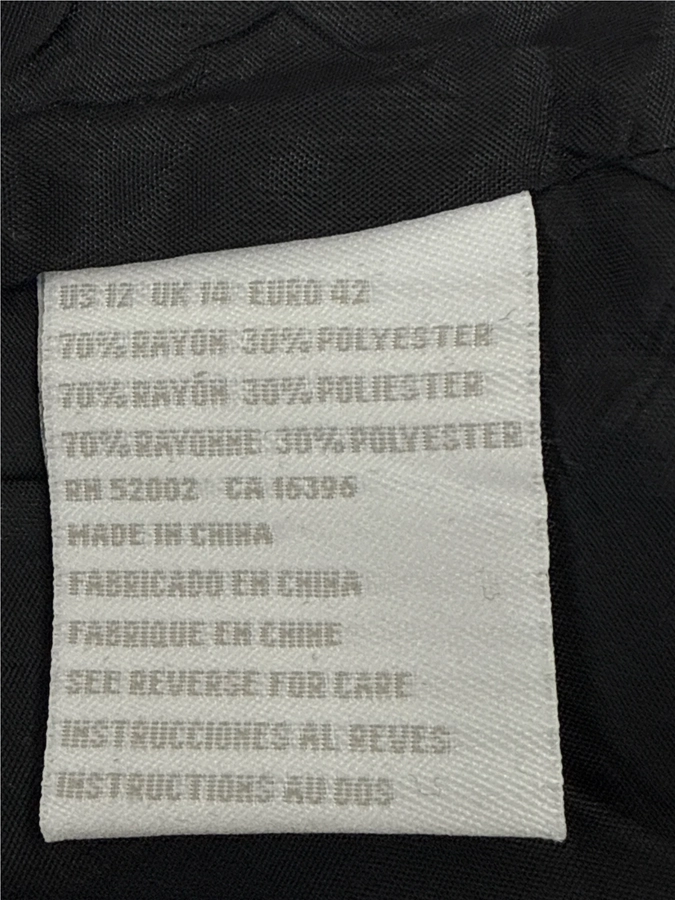 US 12 UK 14 EURO 42
70% RAYON 30% POLYESTER
70% RAYÓN 30% POLIESTER
70% RAYONNE 30% POLYESTER
RN 52002 CA 16396
MADE IN CHINA
FABRICADO EN CHINA
FABRIQUE EN CHINE
SEE REVERSE FOR CARE
INSTRUCCIONES AL REVES
INSTRUCTIONS AU DOS